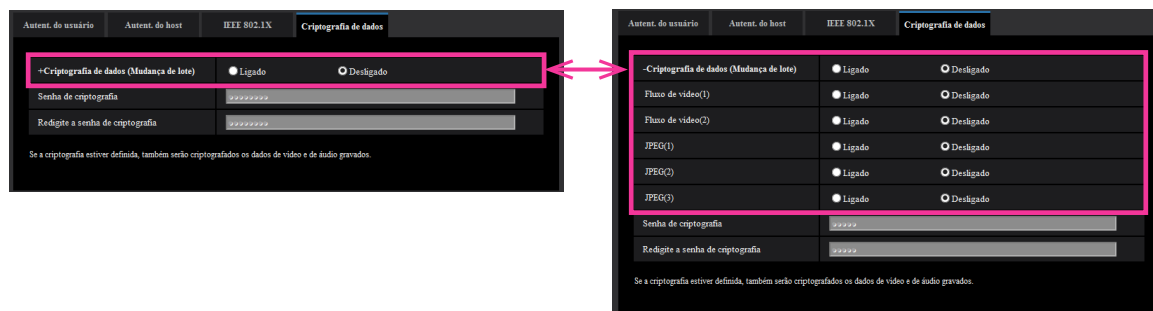 Autent. do usuário Autent. do host IEEE 802.1X Criptografia de dados
+Criptografia de dados (Mudança de lote) Ligado Desligado
Senha de criptografia
Redigite a senha de criptografia
Se a criptografia estiver definida, também serão criptografados os dados de vídeo e de áudio gravados.
Autent. do usuário Autent. do host IEEE 802.1X Criptografia de dados
-Criptografia de dados (Mudança de lote) Ligado Desligado
Fluxo de vídeo(1) Ligado Desligado
Fluxo de vídeo(2) Ligado Desligado
JPEG(1) Ligado Desligado
JPEG(2) Ligado Desligado
JPEG(3) Ligado Desligado
Senha de criptografia
Redigite a senha de criptografia
Se a criptografia estiver definida, também serão criptografados os dados de vídeo e de áudio gravados.